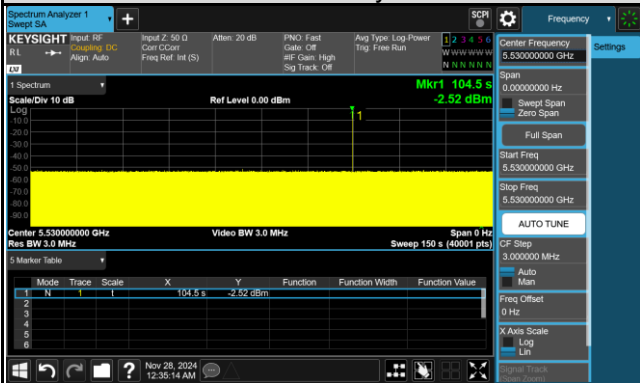 Spectrum Analyzer 1
Swept SA
+
SCPI
Frequency
KEYSIGHT
RL
LXI
Input: RF
Coupling: DC
Align: Auto
Input Z: 50 Ω
Corr CCorr
Freq Ref: Int (S)
Atten: 20 dB
PNO: Fast
Gate: Off
#IF Gain: High
Sig Track: Off
Avg Type: Log-Power
Trig: Free Run
1 2 3 4 5 6
W W W W W W
N N N N N N
Center Frequency
5.530000000 GHz
Settings
Span
0.00000000 Hz
Swept Span
Zero Span
Full Span
Start Freq
5.530000000 GHz
Stop Freq
5.530000000 GHz
AUTO TUNE
CF Step
3.000000 MHz
Auto
Man
Freq Offset
0 Hz
X Axis Scale
Log
Lin
Signal Track
(Span Zoom)
1 Spectrum
Mkr1 104.5 s
Scale/Div 10 dB
Ref Level 0.00 dBm
-2.52 dBm
Log
1
-10.0
-20.0
-30.0
-40.0
-50.0
-60.0
-70.0
-80.0
-90.0
Center 5.530000000 GHz
Video BW 3.0 MHz
Span 0 Hz
Res BW 3.0 MHz
Sweep 150 s (40001 pts)
5 Marker Table
Mode Trace Scale X Y Function Function Width Function Value
1 N 1 t 104.5 s -2.52 dBm
2
3
4
5
6
?
Nov 28, 2024
12:35:14 AM